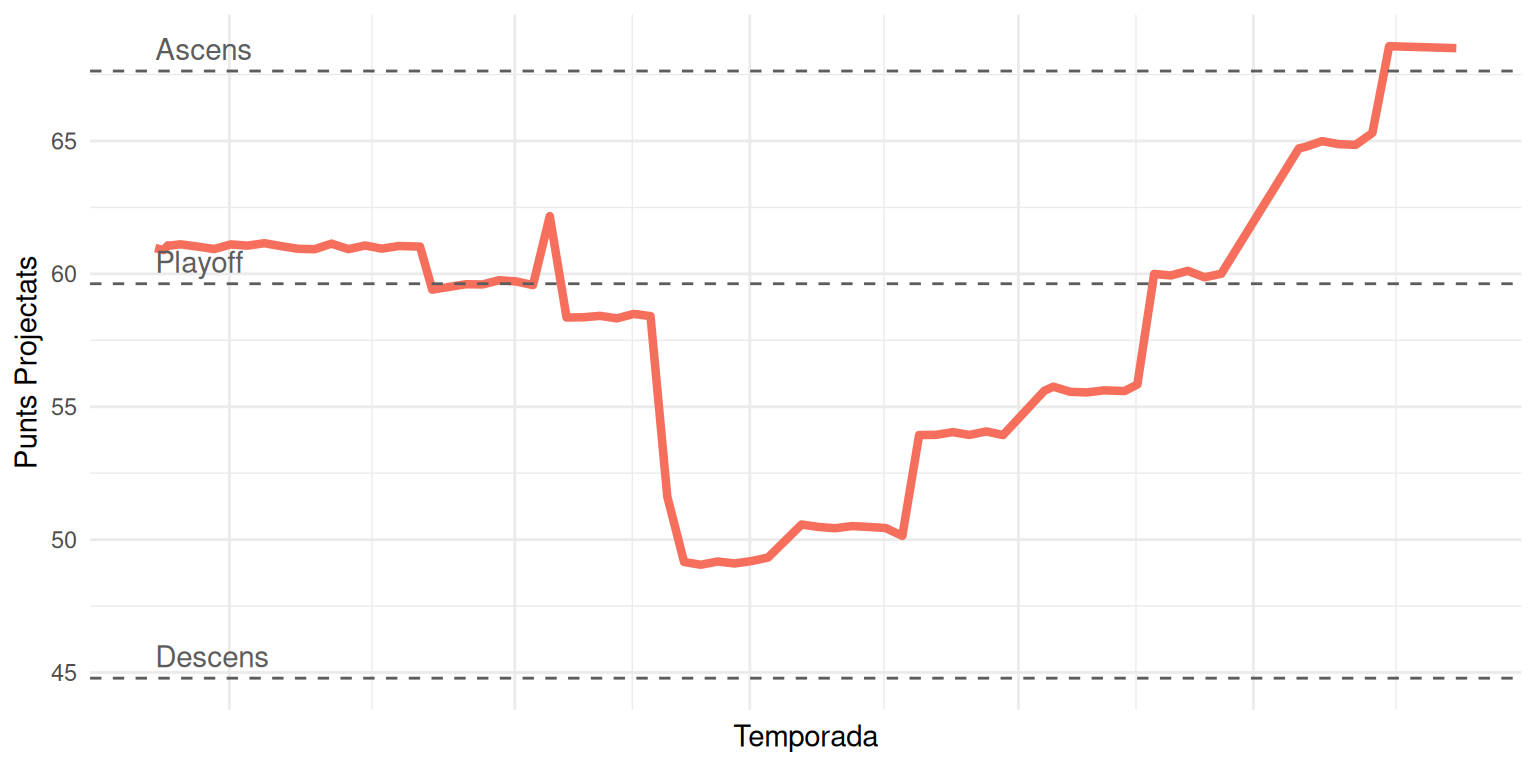 Ascens
65
Playoff
60
Punts Projectats
55
50
Descens
45
Temporada